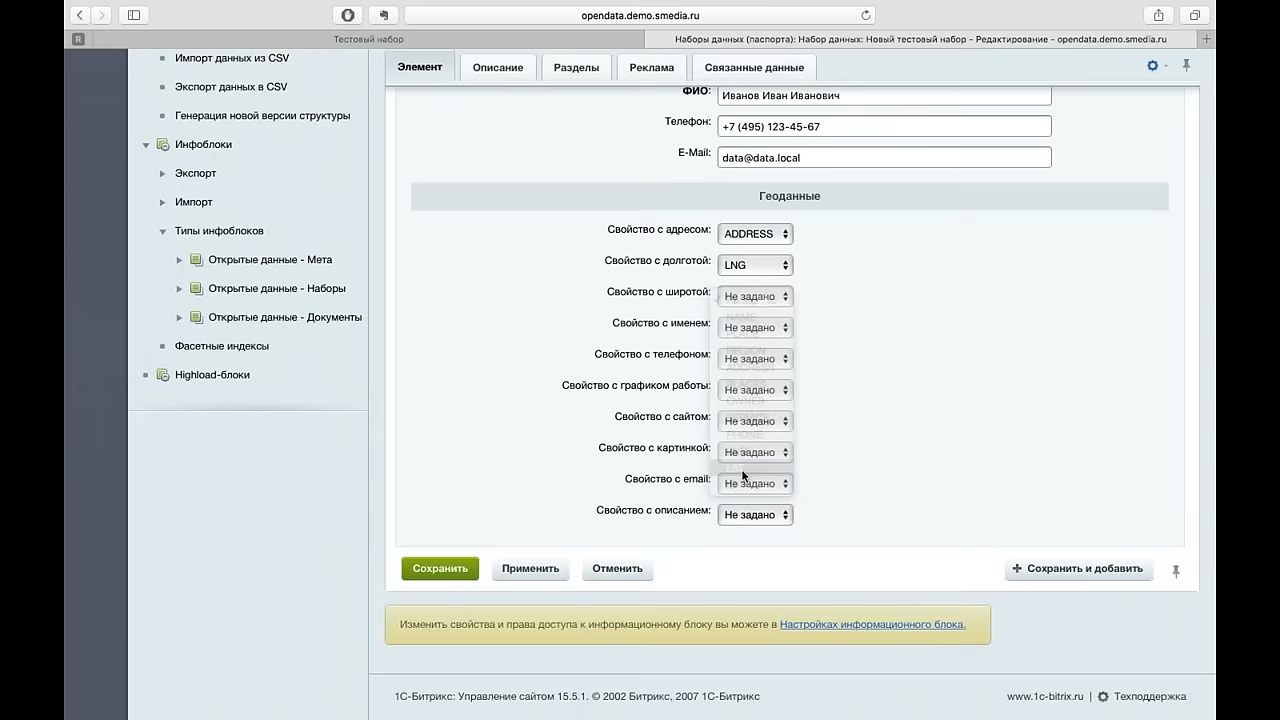 opendata.demo.smedia.ru
R
Тестовый набор
Наборы данных (паспорта): Набор данных: Новый тестовый набор - Редактирование - opendata.demo.smedia.ru
Импорт данных из CSV
Экспорт данных в CSV
Генерация новой версии структуры
Инфоблоки
Экспорт
Импорт
Типы инфоблоков
Открытые данные - Мета
Открытые данные - Наборы
Открытые данные - Документы
Фасетные индексы
Highload-блоки
Элемент
Описание
Разделы
Реклама
Связанные данные
ФИО: Иванов Иван Иванович
Телефон: +7 (495) 123-45-67
E-Mail: data@data.local
Геоданные
Свойство с адресом: ADDRESS
Свойство с долготой: LNG
Свойство с широтой: Не задано
NAME
Свойство с именем: Не задано
REGION
Свойство с телефоном: Не задано
ADDRESS
Свойство с графиком работы: Не задано
OWNER
Свойство с сайтом: Не задано
PHONE
Свойство с картинкой: Не задано
Свойство с email: Не задано
Свойство с описанием: Не задано
Сохранить
Применить
Отменить
Сохранить и добавить
Изменить свойства и права доступа к информационному блоку вы можете в Настройках информационного блока.
1С-Битрикс: Управление сайтом 15.5.1. © 2002 Битрикс, 2007 1С-Битрикс
www.1c-bitrix.ru | Техподдержка